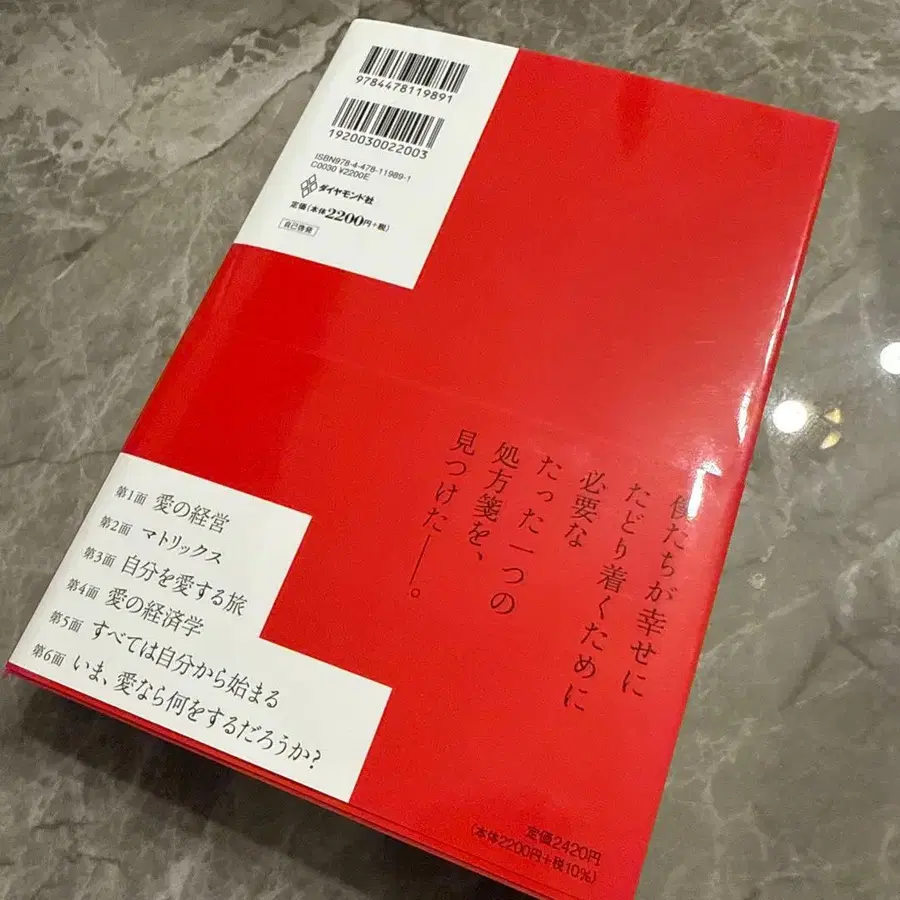 9784478119891
1920030022003
ISBN978-4-478-11989-1
C0030 ¥2200E
ダイヤモンド社
定価(本体2200円+税)
自己啓発
僕たちが幸せに
たどり着くために
必要な
たった一つの
処方箋を、
見つけた——。
第1面 愛の経営
第2面 マトリックス
第3面 自分を愛する旅
第4面 愛の経済学
第5面 すべては自分から始まる
第6面 いま、愛なら何をするだろうか?
定価2420円
(本体2200円+税10%)